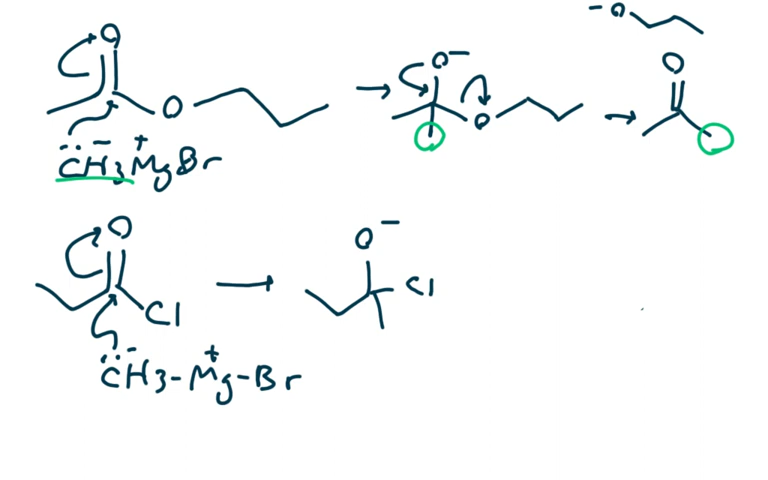 - O
O
O-
O
O
O
CH3MgBr
- +
O
O-
Cl
Cl
CH3-Mg-Br
- +